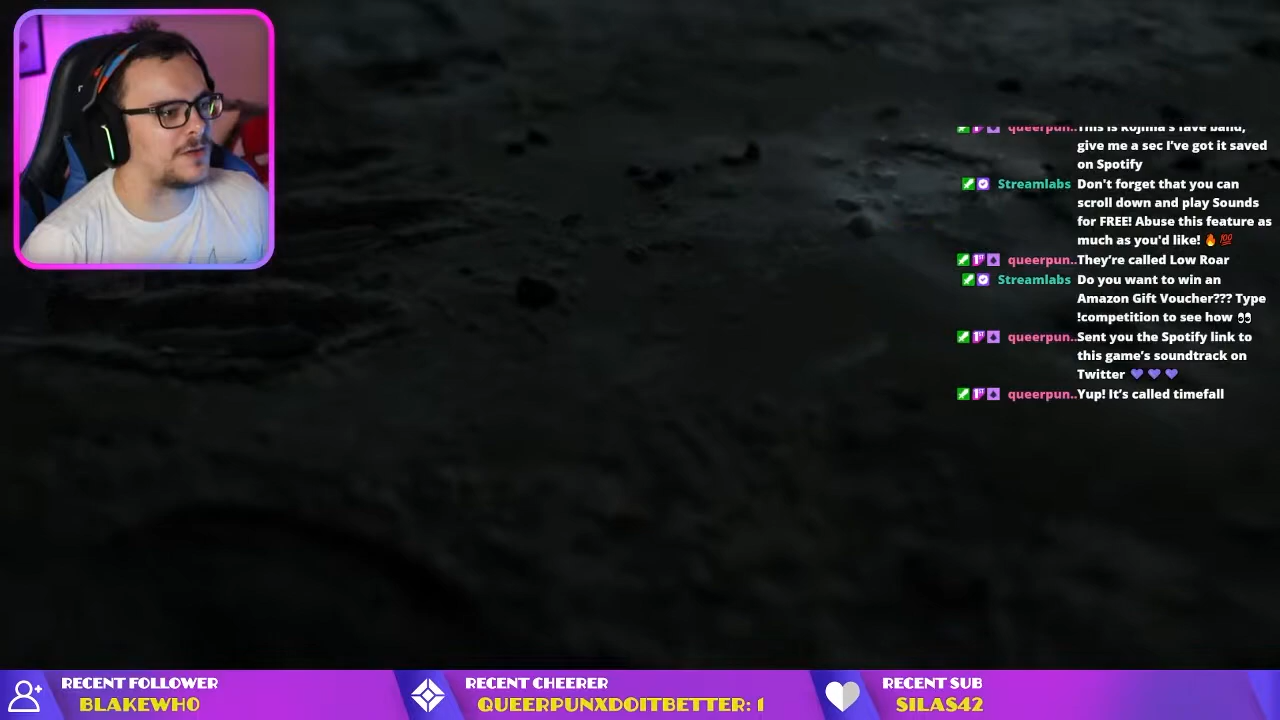 queerpun.. This is Kojima's fave band,
give me a sec I've got it saved
on Spotify
Streamlabs Don't forget that you can
scroll down and play Sounds
for FREE! Abuse this feature as
much as you'd like! 🔥 💯
queerpun.. They’re called Low Roar
Streamlabs Do you want to win an
Amazon Gift Voucher??? Type
!competition to see how 👀
queerpun.. Sent you the Spotify link to
this game’s soundtrack on
Twitter 💜 💜 💜
queerpun.. Yup! It’s called timefall
RECENT FOLLOWER
BLAKEWHO
RECENT CHEERER
QUEERPUNXDOITBETTER: 1
RECENT SUB
SILAS42